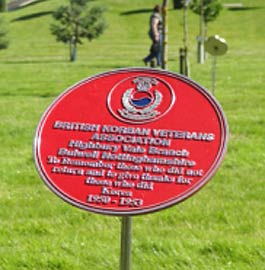 BRITISH KOREAN VETERANS
ASSOCIATION
Highbury Vale Branch
Bulwell Nottinghamshire
To Remember those who did not
return and to give thanks for
those who did.
Korea
1950 - 1953